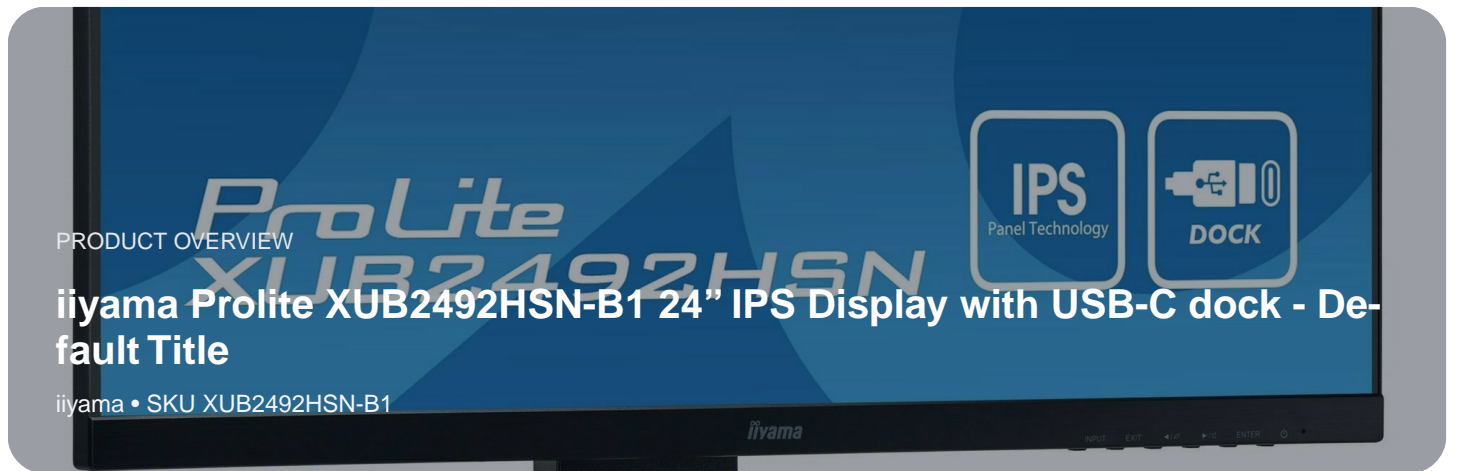 ProLite
XUB2492HSN
IPS
Panel Technology
DOCK
PRODUCT OVERVIEW
iiyama Prolite XUB2492HSN-B1 24” IPS Display with USB-C dock - De-
fault Title
iiyama • SKU XUB2492HSN-B1
iiyama
INPUT EXIT ENTER